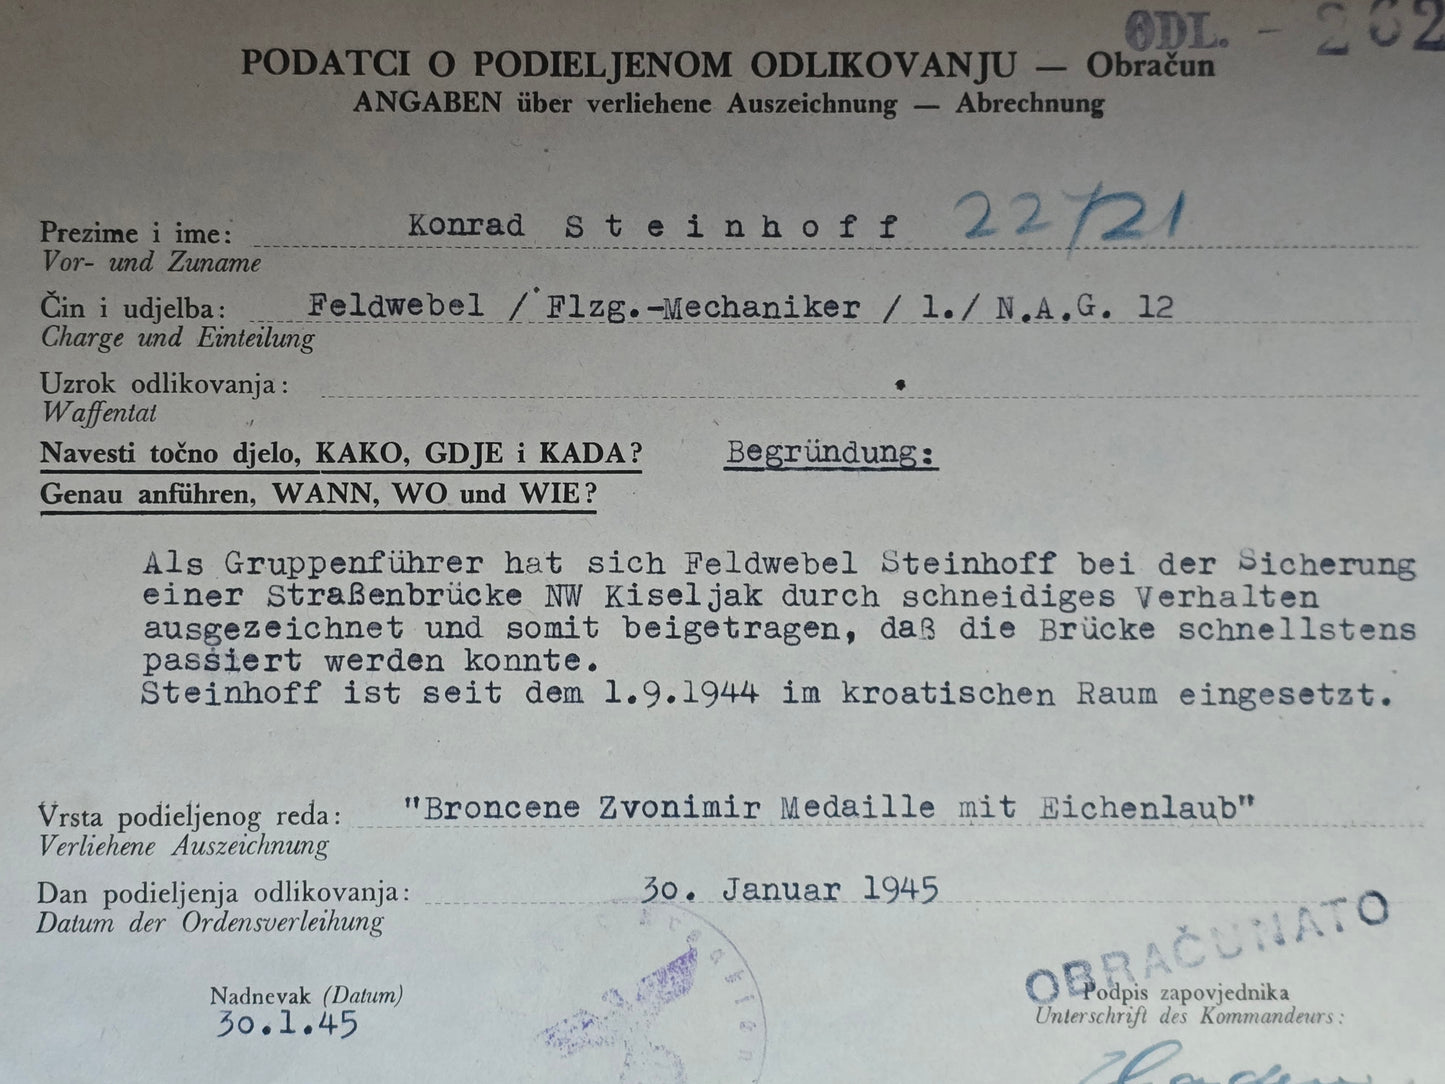 ODL. - 262
PODATCI O PODIELJENOM ODLIKOVANJU — Obračun
ANGABEN über verliehene Auszeichnung — Abrechnung
Prezime i ime: Konrad S t e i n h o f f
Vor- und Zuname
Čin i udjelba: Feldwebel / Flzg.-Mechaniker / 1./ N.A.G. 12
Charge und Einteilung
Uzrok odlikovanja:
Waffentat
Navesti točno djelo, KAKO, GDJE i KADA? Begründung:
Genau anführen, WANN, WO und WIE?
Als Gruppenführer hat sich Feldwebel Steinhoff bei der Sicherung
einer Straßenbrücke NW Kiseljak durch schneidiges Verhalten
ausgezeichnet und somit beigetragen, daß die Brücke schnellstens
passiert werden konnte.
Steinhoff ist seit dem 1.9.1944 im kroatischen Raum eingesetzt.
Vrsta podieljenog reda: "Broncene Zvonimir Medaille mit Eichenlaub"
Verliehene Auszeichnung
Dan podieljenja odlikovanja: 30. Januar 1945
Datum der Ordensverleihung
OBRAČUNATO
Nadnevak (Datum) Podpis zapovjednika
30.1.45 Unterschrift des Kommandeurs: